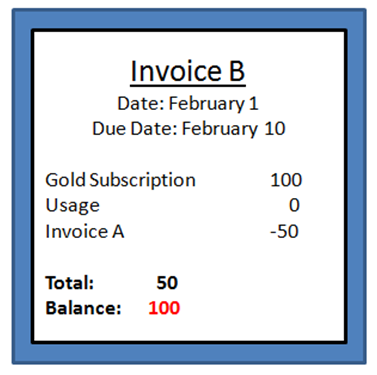 Invoice B
Date: February 1
Due Date: February 10
Gold Subscription 100
Usage 0
Invoice A -50
Total: 50
Balance: 100